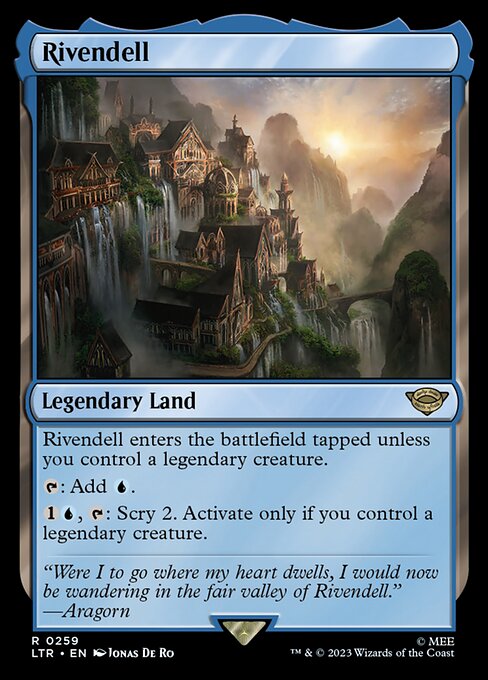 Rivendell
Legendary Land
Rivendell enters the battlefield tapped unless
you control a legendary creature.
: Add .
1 , : Scry 2. Activate only if you control a
legendary creature.
“Were I to go where my heart dwells, I would now
be wandering in the fair valley of Rivendell.”
—Aragorn
R 0259
LTR • EN Jonas De Ro
© MEE
™ & © 2023 Wizards of the Coast